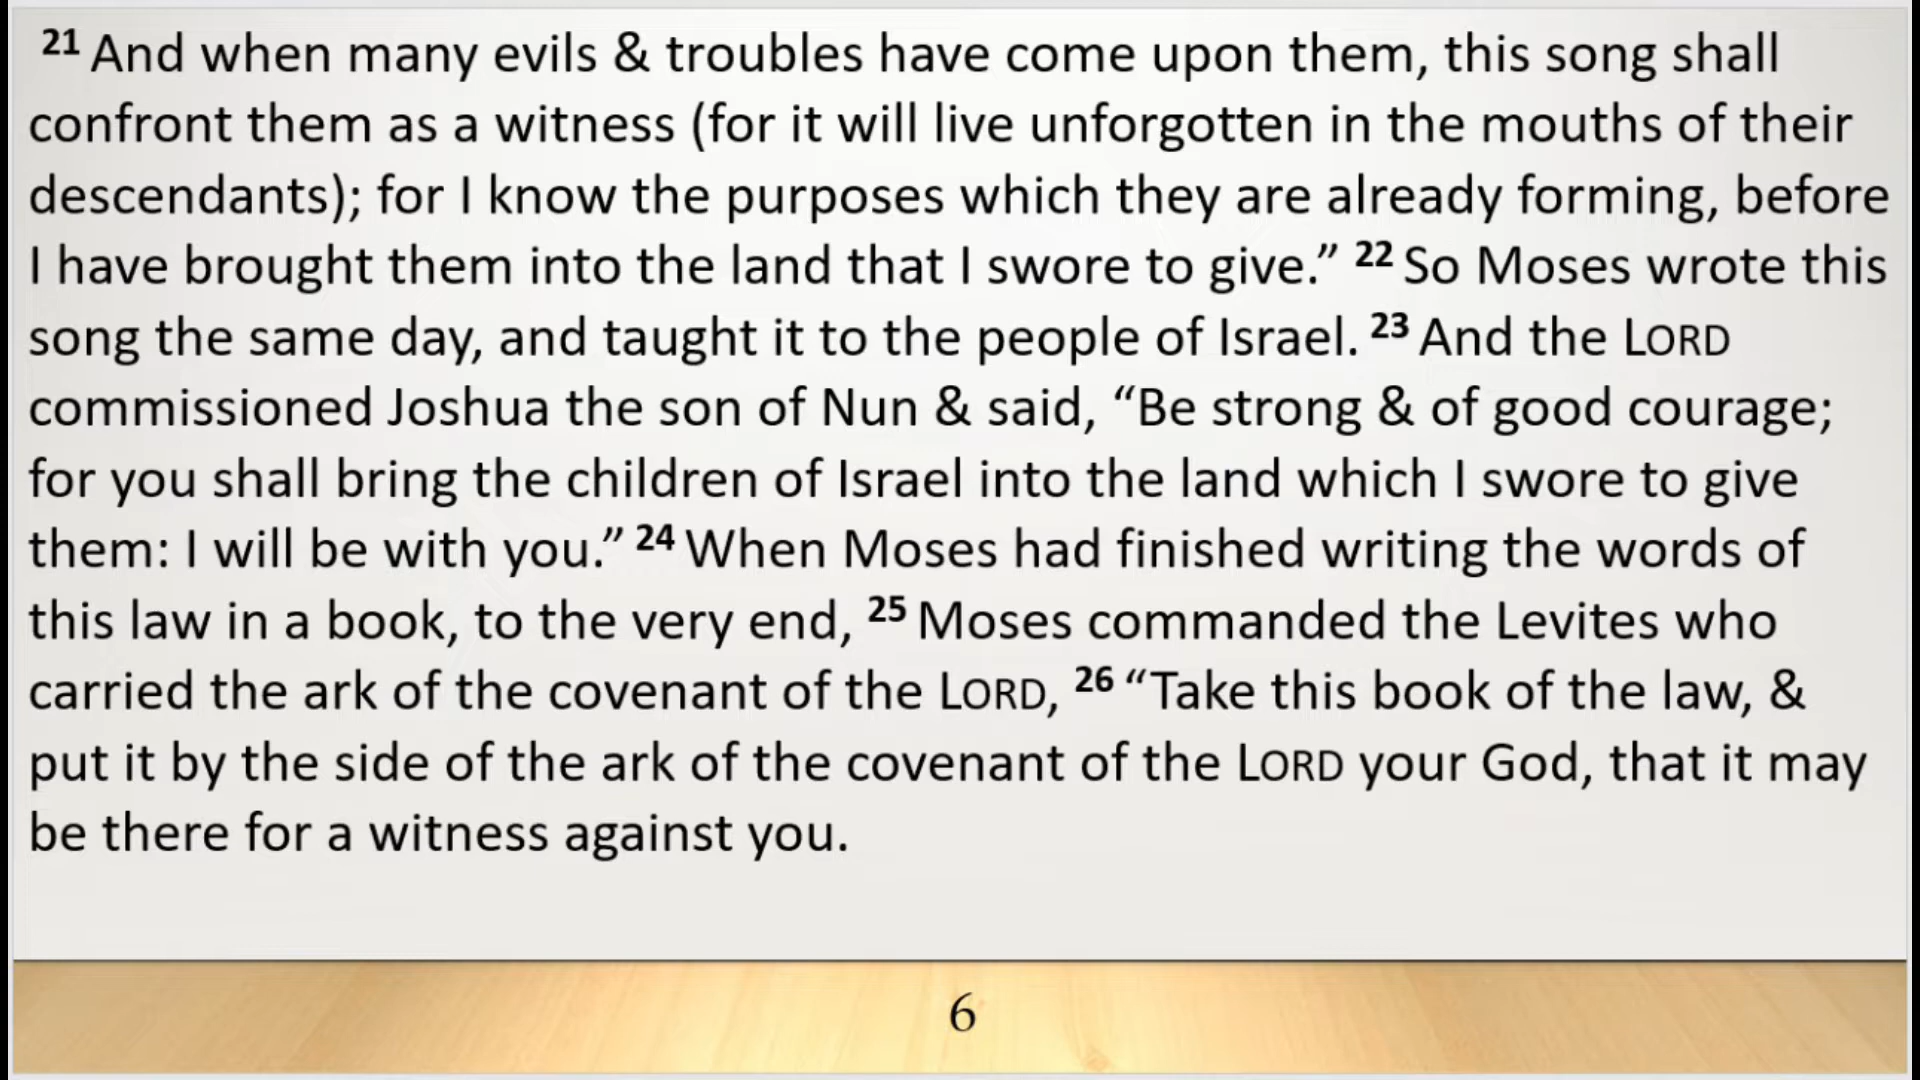 21 And when many evils & troubles have come upon them, this song shall
confront them as a witness (for it will live unforgotten in the mouths of their
descendants); for I know the purposes which they are already forming, before
I have brought them into the land that I swore to give.” 22 So Moses wrote this
song the same day, and taught it to the people of Israel. 23 And the LORD
commissioned Joshua the son of Nun & said, “Be strong & of good courage;
for you shall bring the children of Israel into the land which I swore to give
them: I will be with you.” 24 When Moses had finished writing the words of
this law in a book, to the very end, 25 Moses commanded the Levites who
carried the ark of the covenant of the LORD, 26 “Take this book of the law, &
put it by the side of the ark of the covenant of the LORD your God, that it may
be there for a witness against you.
6